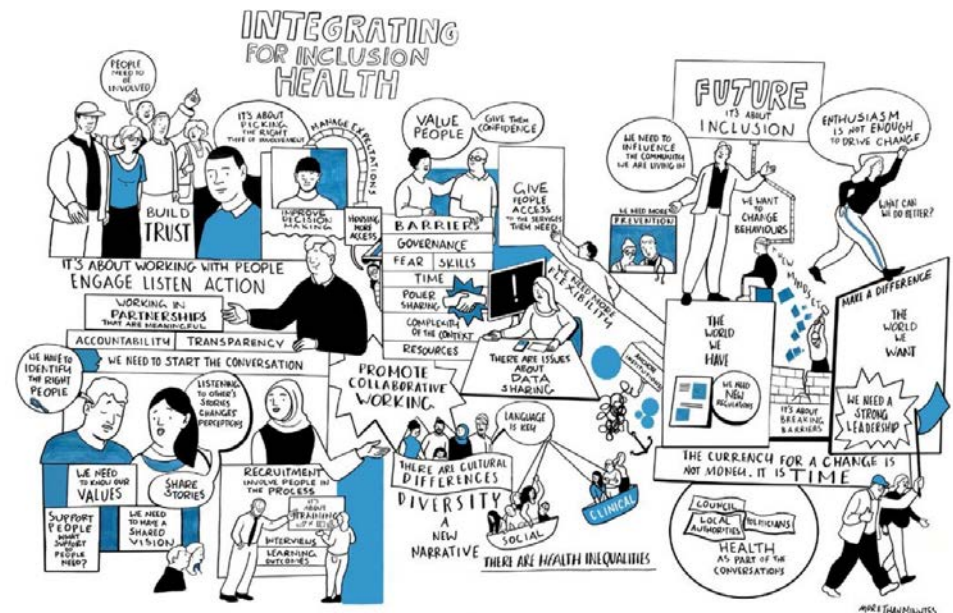 INTEGRATING
FOR INCLUSION
HEALTH
PEOPLE
NEED TO
BE
INVOLVED
IT'S ABOUT
PICKING
THE RIGHT
TYPE OF INVOLVEMENT
MANAGE EXPECTATIONS
BUILD
TRUST
IMPROVE
DECISION
MAKING
HOUSING
MORE
ACCESS
IT'S ABOUT WORKING WITH PEOPLE
ENGAGE LISTEN ACTION
WORKING IN
PARTNERSHIPS
THAT ARE MEANINGFUL
ACCOUNTABILITY
TRANSPARENCY
WE NEED TO START THE CONVERSATION
WE HAVE TO
IDENTIFY
THE RIGHT
PEOPLE
LISTENING
TO OTHER'S
STORIES
CHANGES
PERCEPTIONS
WE NEED
TO KNOW OUR
VALUES
SHARE
STORIES
SUPPORT
PEOPLE
WHAT
SUPPORT
DO
PEOPLE
NEED?
WE NEED
TO HAVE A
SHARED
VISION
RECRUITMENT
INVOLVE PEOPLE IN
THE PROCESS
IT'S
ABOUT
TRAINING
INTERVIEWS
LEARNING
OUTCOMES
VALUE
PEOPLE
GIVE THEM
CONFIDENCE
BARRIERS
GOVERNANCE
FEAR
SKILLS
TIME
POWER
SHARING
COMPLEXITY
OF THE CONTEXT
RESOURCES
GIVE
PEOPLE
ACCESS
TO THE SERVICES
THEM NEED
WE NEED MORE
FLEXIBILITY
!
THERE ARE ISSUES
ABOUT
DATA
SHARING
PROMOTE
COLLABORATIVE
WORKING
LANGUAGE
IS KEY
ANCHOR INSTITUTIONS
THERE ARE CULTURAL
DIFFERENCES
DIVERSITY
A
NEW
NARRATIVE
SOCIAL
CLINICAL
THERE ARE HEALTH INEQUALITIES
FUTURE
IT'S ABOUT
INCLUSION
WE NEED TO
INFLUENCE
THE COMMUNITY
WE ARE LIVING IN
ENTHUSIASM
IS NOT ENOUGH
TO DRIVE CHANGE
WE NEED MORE
PREVENTION
WE WANT
TO
CHANGE
BEHAVIOURS
WHAT CAN
WE DO BETTER?
A NEW MINDSET
MAKE A DIFFERENCE
THE
WORLD
WE
HAVE
WE NEED
NEW
REGULATIONS
IT'S ABOUT
BREAKING
BARRIERS
THE
WORLD
WE
WANT
WE NEED A
STRONG
LEADERSHIP
THE CURRENCY FOR A CHANGE IS
NOT MONEY. IT IS TIME
COUNCIL
LOCAL
AUTHORITIES
POLITICIANS
HEALTH
AS PART OF THE
CONVERSATIONS
MORETHANMINUTES